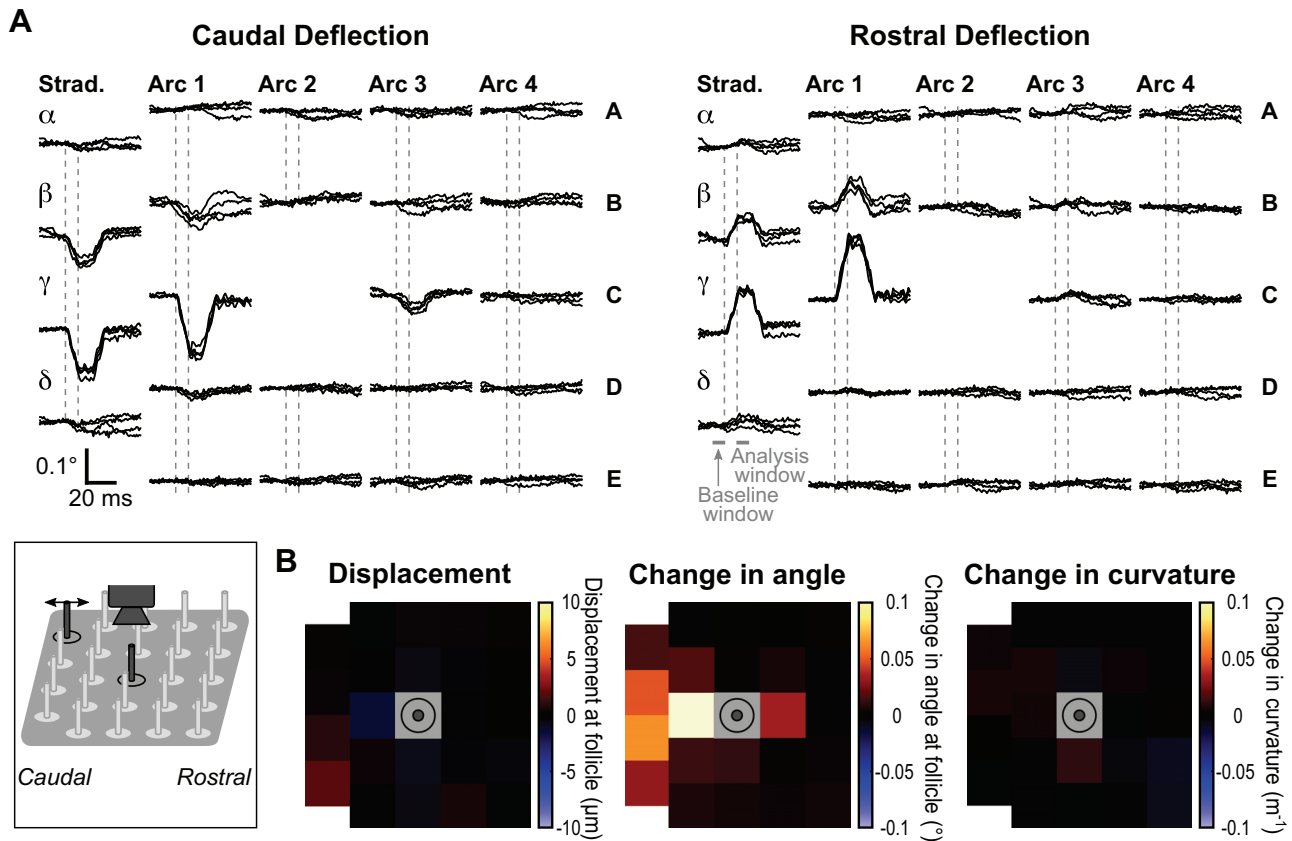 A
Caudal Deflection
Rostral Deflection
Strad. Arc 1 Arc 2 Arc 3 Arc 4
Strad. Arc 1 Arc 2 Arc 3 Arc 4
α
A
α
A
β
B
β
B
γ
C
γ
C
δ
D
δ
D
E
E
0.1°
20 ms
Analysis
window
Baseline
window
Caudal
Rostral
B
Displacement
10
5
0
-5
-10
Displacement at follicle (µm)
Change in angle
0.1
0.05
0
-0.05
-0.1
Change in angle at follicle (°)
Change in curvature
0.1
0.05
0
-0.05
-0.1
Change in curvature (m⁻¹)